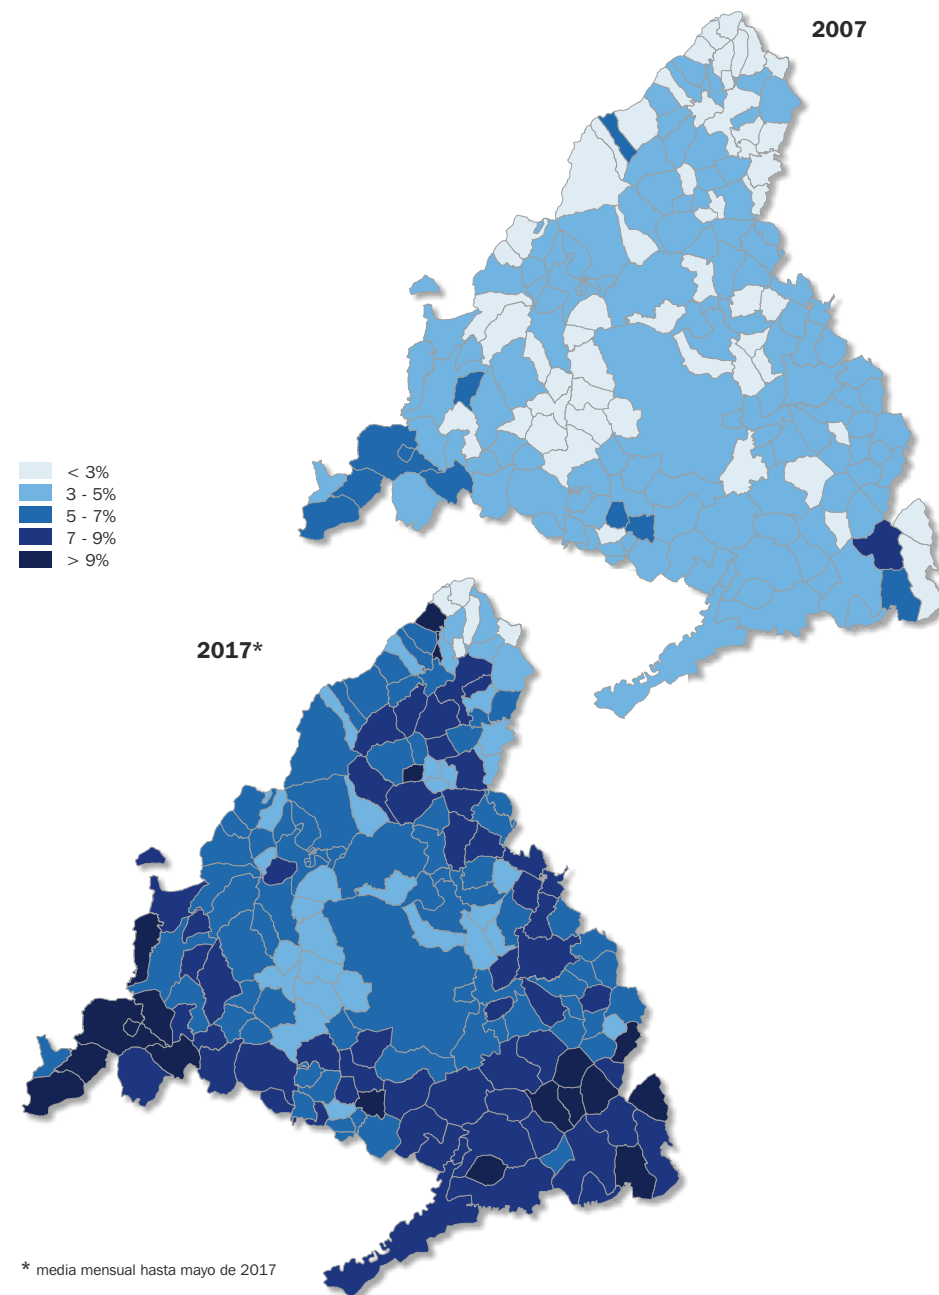 2007
< 3%
3 - 5%
5 - 7%
7 - 9%
> 9%
2017*
* media mensual hasta mayo de 2017